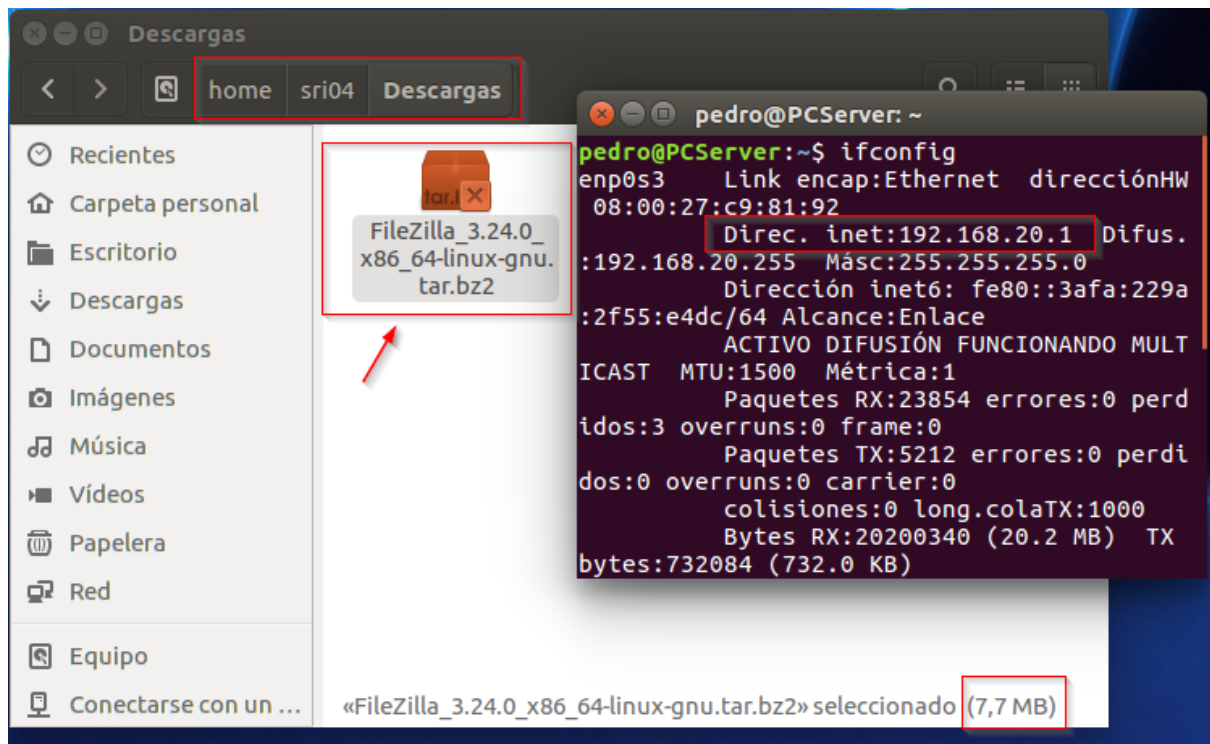 Descargas
home sri04 Descargas
Recientes
Carpeta personal
Escritorio
Descargas
Documentos
Imágenes
Música
Vídeos
Papelera
Red
Equipo
Conectarse con un ...
tar.b
FileZilla_3.24.0_
x86_64-linux-gnu.
tar.bz2
«FileZilla_3.24.0_x86_64-linux-gnu.tar.bz2» seleccionado (7,7 MB)
pedro@PCServer: ~
pedro@PCServer:~$ ifconfig
enp0s3 Link encap:Ethernet direcciónHW
08:00:27:c9:81:92
Direc. inet:192.168.20.1 Difus.
:192.168.20.255 Másc:255.255.255.0
Dirección inet6: fe80::3afa:229a
:2f55:e4dc/64 Alcance:Enlace
ACTIVO DIFUSIÓN FUNCIONANDO MULT
ICAST MTU:1500 Métrica:1
Paquetes RX:23854 errores:0 perd
idos:3 overruns:0 frame:0
Paquetes TX:5212 errores:0 perdi
dos:0 overruns:0 carrier:0
colisiones:0 long.colaTX:1000
Bytes RX:20200340 (20.2 MB) TX
bytes:732084 (732.0 KB)